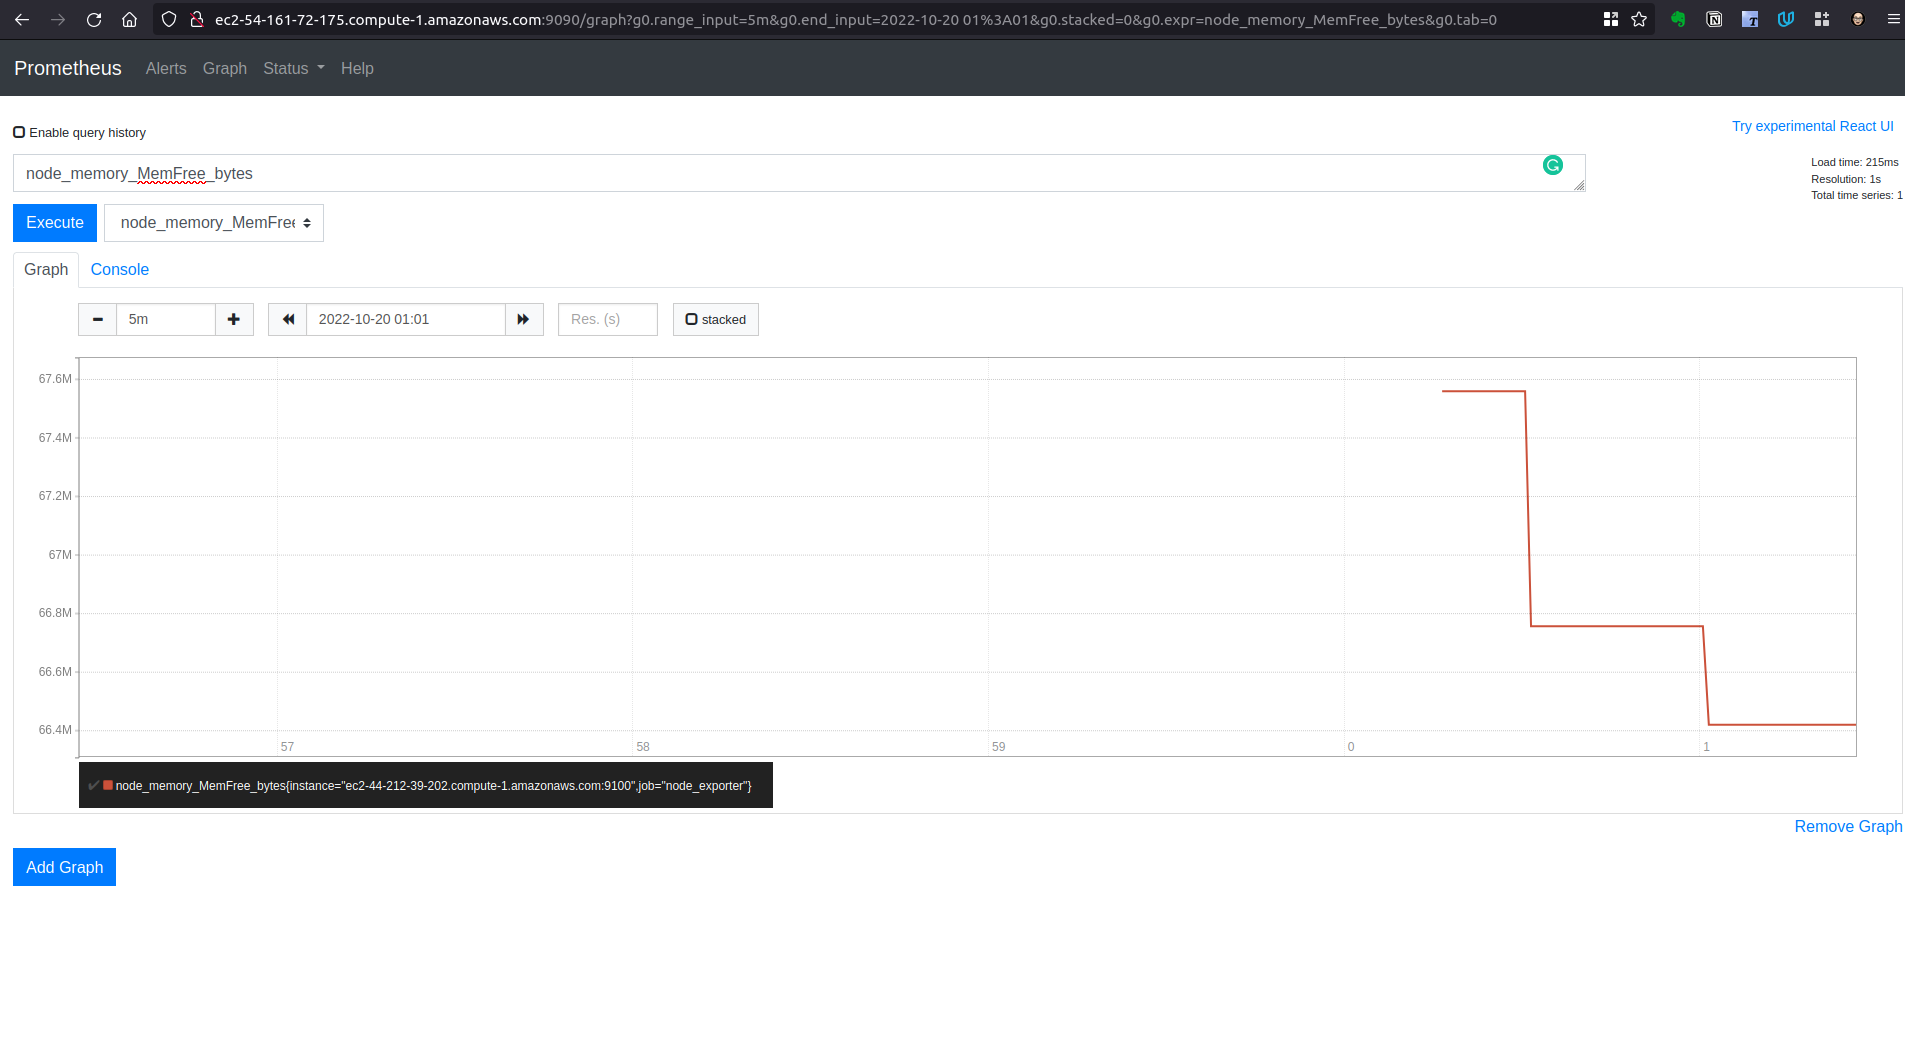 ec2-54-161-72-175.compute-1.amazonaws.com:9090/graph?g0.range_input=5m&g0.end_input=2022-10-20 01%3A01&g0.stacked=0&g0.expr=node_memory_MemFree_bytes&g0.tab=0
Prometheus Alerts Graph Status Help
Enable query history
Try experimental React UI
node_memory_MemFree_bytes
Load time: 215ms
Resolution: 1s
Total time series: 1
Execute node_memory_MemFree
Graph Console
5m 2022-10-20 01:01 Res. (s) stacked
67.6M
67.4M
67.2M
67M
66.8M
66.6M
66.4M
57 58 59 0 1
node_memory_MemFree_bytes{instance="ec2-44-212-39-202.compute-1.amazonaws.com:9100",job="node_exporter"}
Remove Graph
Add Graph